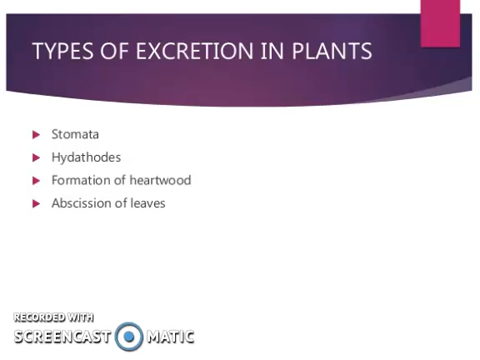 TYPES OF EXCRETION IN PLANTS
Stomata
Hydathodes
Formation of heartwood
Abscission of leaves
RECORDED WITH
SCREENCAST MATIC